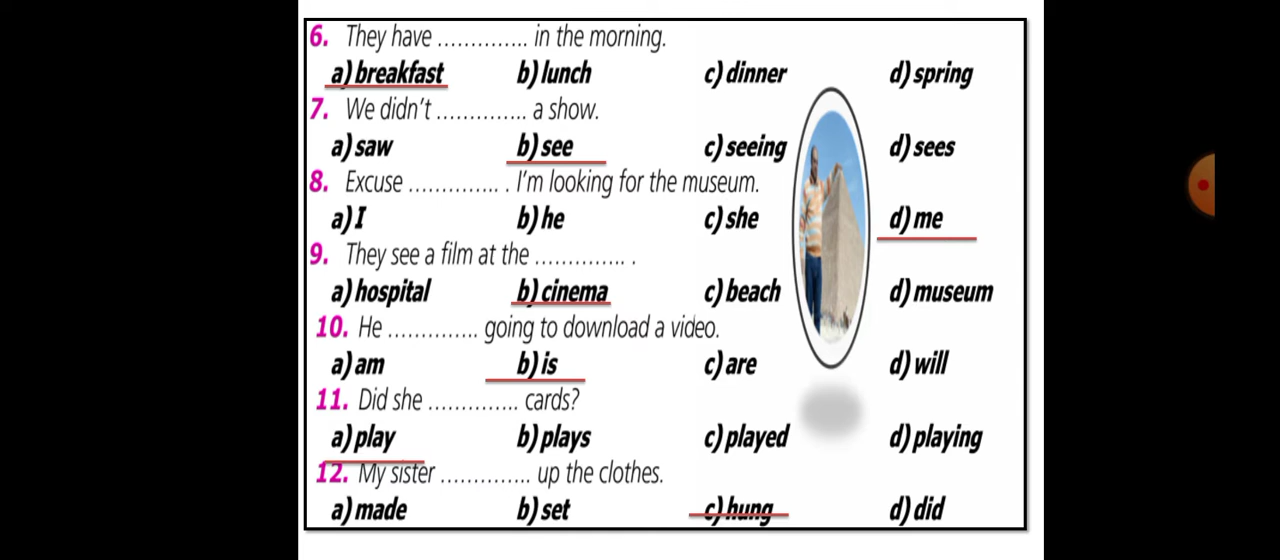 6. They have .............. in the morning.
a) breakfast b) lunch c) dinner d) spring
7. We didn't .............. a show.
a) saw b) see c) seeing d) sees
8. Excuse .............. . I'm looking for the museum.
a) I b) he c) she d) me
9. They see a film at the .............. .
a) hospital b) cinema c) beach d) museum
10. He .............. going to download a video.
a) am b) is c) are d) will
11. Did she .............. cards?
a) play b) plays c) played d) playing
12. My sister .............. up the clothes.
a) made b) set c) hung d) did